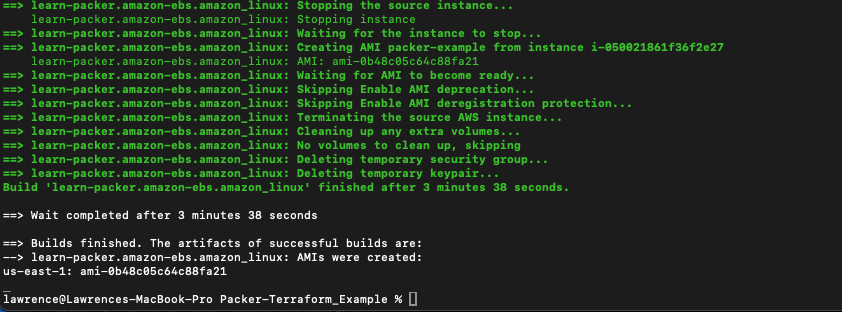 ==> learn-packer.amazon-ebs.amazon_linux: Stopping the source instance...
    learn-packer.amazon-ebs.amazon_linux: Stopping instance
==> learn-packer.amazon-ebs.amazon_linux: Waiting for the instance to stop...
==> learn-packer.amazon-ebs.amazon_linux: Creating AMI packer-example from instance i-050021861f36f2e27
    learn-packer.amazon-ebs.amazon_linux: AMI: ami-0b48c05c64c88fa21
==> learn-packer.amazon-ebs.amazon_linux: Waiting for AMI to become ready...
==> learn-packer.amazon-ebs.amazon_linux: Skipping Enable AMI deprecation...
==> learn-packer.amazon-ebs.amazon_linux: Skipping Enable AMI deregistration protection...
==> learn-packer.amazon-ebs.amazon_linux: Terminating the source AWS instance...
==> learn-packer.amazon-ebs.amazon_linux: Cleaning up any extra volumes...
==> learn-packer.amazon-ebs.amazon_linux: No volumes to clean up, skipping
==> learn-packer.amazon-ebs.amazon_linux: Deleting temporary security group...
==> learn-packer.amazon-ebs.amazon_linux: Deleting temporary keypair...
Build 'learn-packer.amazon-ebs.amazon_linux' finished after 3 minutes 38 seconds.
==> Wait completed after 3 minutes 38 seconds
==> Builds finished. The artifacts of successful builds are:
--> learn-packer.amazon-ebs.amazon_linux: AMIs were created:
us-east-1: ami-0b48c05c64c88fa21
_
lawrence@Lawrences-MacBook-Pro Packer-Terraform_Example %